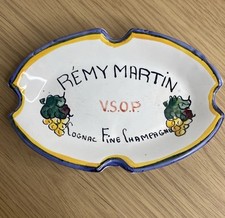 RÉMY MARTIN
V.S.O.P.
COGNAC FINE CHAMPAGNE